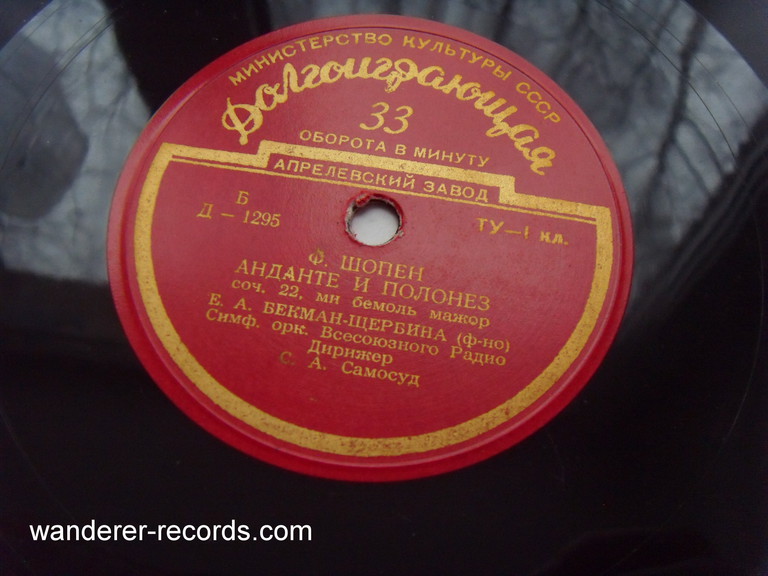 МИНИСТЕРСТВО КУЛЬТУРЫ СССР
Долгоиграющая
33
ОБОРОТА В МИНУТУ
АПРЕЛЕВСКИЙ ЗАВОД
Б
Д — 1295
ТУ—1 кл.
Ф. ШОПЕН
АНДАНТЕ И ПОЛОНЕЗ
соч. 22, ми бемоль мажор
Е. А. БЕКМАН-ЩЕРБИНА (ф-но)
Симф. орк. Всесоюзного Радио
Дирижер
С. А. Самосуд
wanderer-records.com